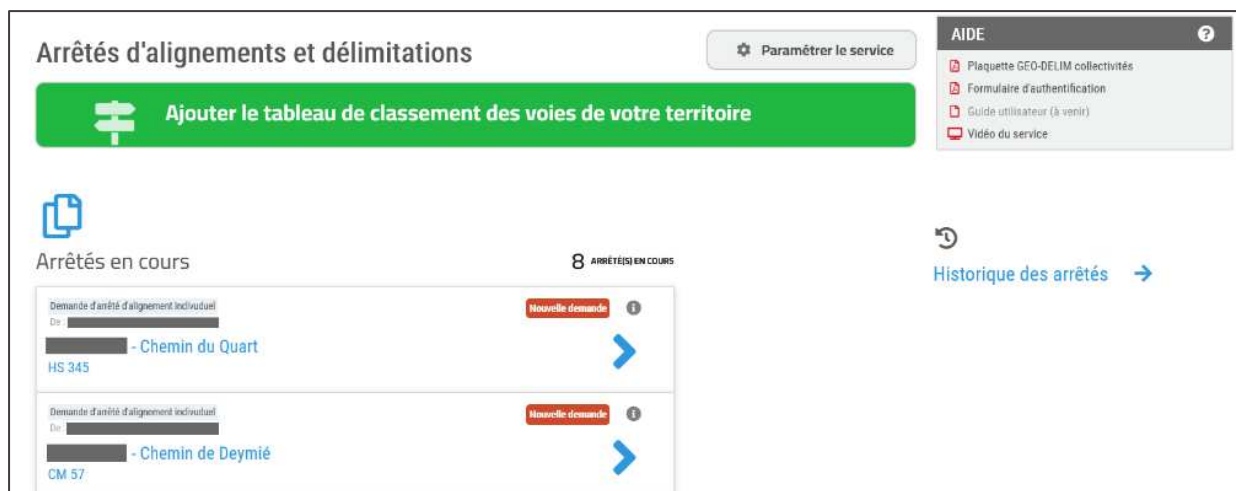 Arrêtés d'alignements et délimitations
Paramétrer le service
Ajouter le tableau de classement des voies de votre territoire
AIDE
Plaquette GEO-DELIM collectivités
Formulaire d'authentification
Guide utilisateur (à venir)
Vidéo du service
Arrêtés en cours
8 ARRÊTÉ(S) EN COURS
Historique des arrêtés
Demande d'arrêté d'alignement indivuduel
Nouvelle demande
De :
- Chemin du Quart
HS 345
Demande d'arrêté d'alignement indivuduel
Nouvelle demande
De :
- Chemin de Deymié
CM 57